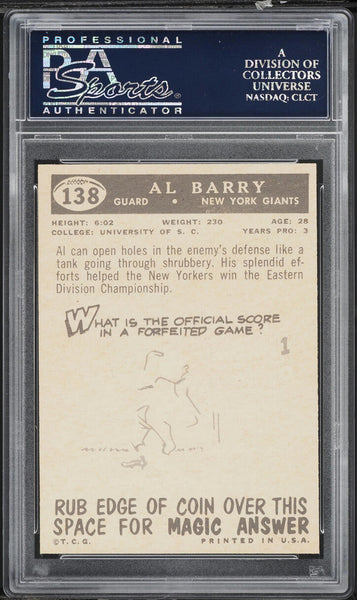 PROFESSIONAL
PSA
Sports
AUTHENTICATOR
A
DIVISION OF
COLLECTORS
UNIVERSE
NASDAQ: CLCT
138
AL BARRY
GUARD • NEW YORK GIANTS
HEIGHT: 6:02 WEIGHT: 230 AGE: 28
COLLEGE: UNIVERSITY OF S. C. YEARS PRO: 3
Al can open holes in the enemy's defense like a
tank going through shrubbery. His splendid ef-
forts helped the New Yorkers win the Eastern
Division Championship.
WHAT IS THE OFFICIAL SCORE
IN A FORFEITED GAME?
1
RUB EDGE OF COIN OVER THIS
SPACE FOR MAGIC ANSWER
©T.C.G. PRINTED IN U.S.A.